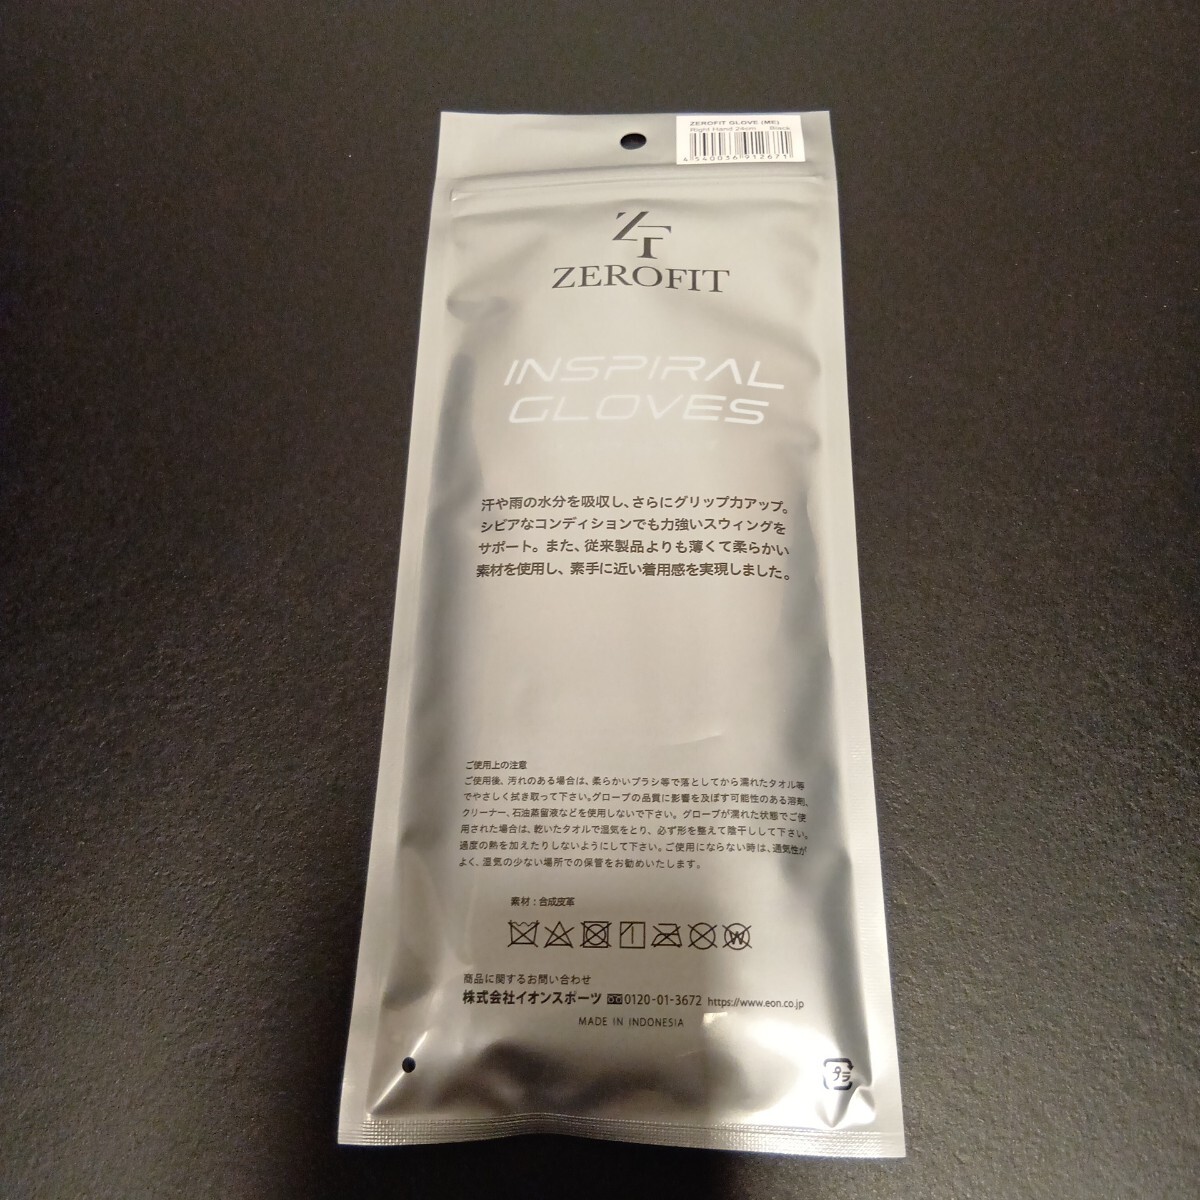 ZEROFIT GLOVE (ME)
Right Hand 24cm Black
4 540036 912671
ZT
ZEROFIT
INSPIRAL
GLOVES
汗や雨の水分を吸収し、さらにグリップ力アップ。
シビアなコンディションでも力強いスウィングを
サポート。また、従来製品よりも薄くて柔らかい
素材を使用し、素手に近い着用感を実現しました。
ご使用上の注意
ご使用後、汚れのある場合は、柔らかいブラシ等で落としてから濡れたタオル等
でやさしく拭き取って下さい。グローブの品質に影響を及ぼす可能性のある溶剤、
クリーナー、石油蒸留液などを使用しないで下さい。グローブが濡れた状態でご使
用された場合は、乾いたタオルで湿気をとり、必ず形を整えて陰干しして下さい。
過度の熱を加えたりしないようにして下さい。ご使用にならない時は、通気性が
よく、湿気の少ない場所での保管をお勧めいたします。
素材：合成皮革
W
商品に関するお問い合わせ
株式会社イオンスポーツ 0120-01-3672 https://www.eon.co.jp
MADE IN INDONESIA
プラ